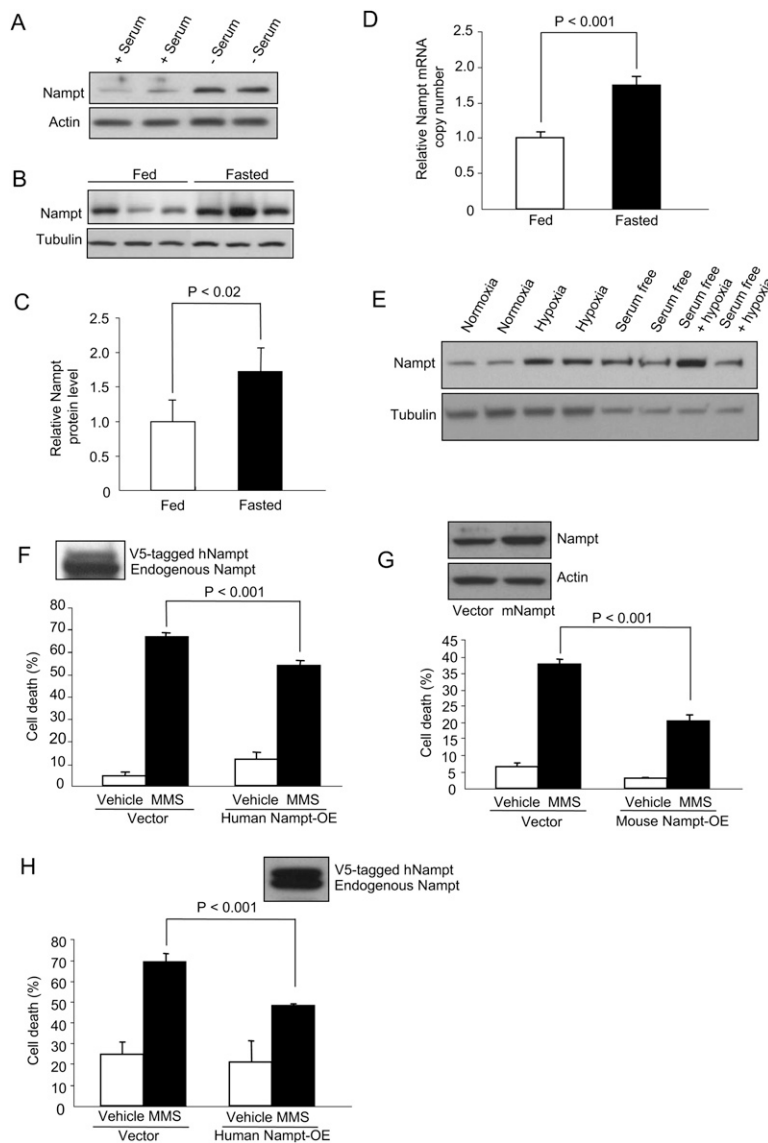 A
+ Serum
+ Serum
- Serum
- Serum
Nampt
Actin
B
Fed Fasted
Nampt
Tubulin
C
P < 0.02
Relative Nampt
protein level
2.5
2.0
1.5
1.0
0.5
0
Fed Fasted
D
P < 0.001
Relative Nampt mRNA
copy number
2.5
2.0
1.5
1.0
0.5
0
Fed Fasted
E
Normoxia
Normoxia
Hypoxia
Hypoxia
Serum free
Serum free
Serum free
+ hypoxia
Serum free
+ hypoxia
Nampt
Tubulin
F
V5-tagged hNampt
Endogenous Nampt
P < 0.001
Cell death (%)
80
70
60
50
40
30
20
10
0
Vehicle MMS Vehicle MMS
Vector Human Nampt-OE
G
Nampt
Actin
Vector mNampt
P < 0.001
Cell death (%)
45
40
35
30
25
20
15
10
5
0
Vehicle MMS Vehicle MMS
Vector Mouse Nampt-OE
H
V5-tagged hNampt
Endogenous Nampt
P < 0.001
Cell death (%)
80
70
60
50
40
30
20
10
0
Vehicle MMS Vehicle MMS
Vector Human Nampt-OE